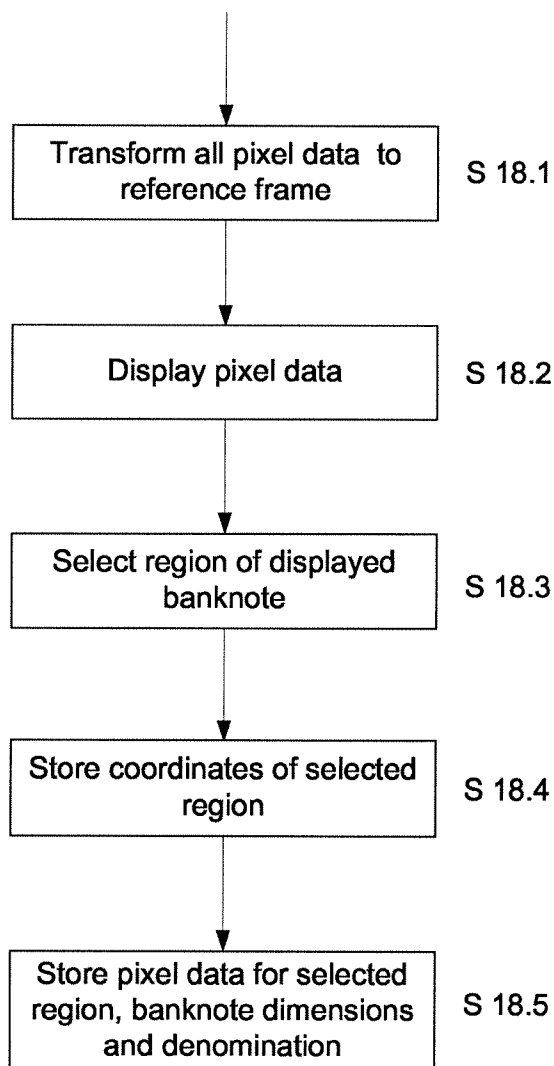 Transform all pixel data to
reference frame
S 18.1
Display pixel data
S 18.2
Select region of displayed
banknote
S 18.3
Store coordinates of selected
region
S 18.4
Store pixel data for selected
region, banknote dimensions
and denomination
S 18.5